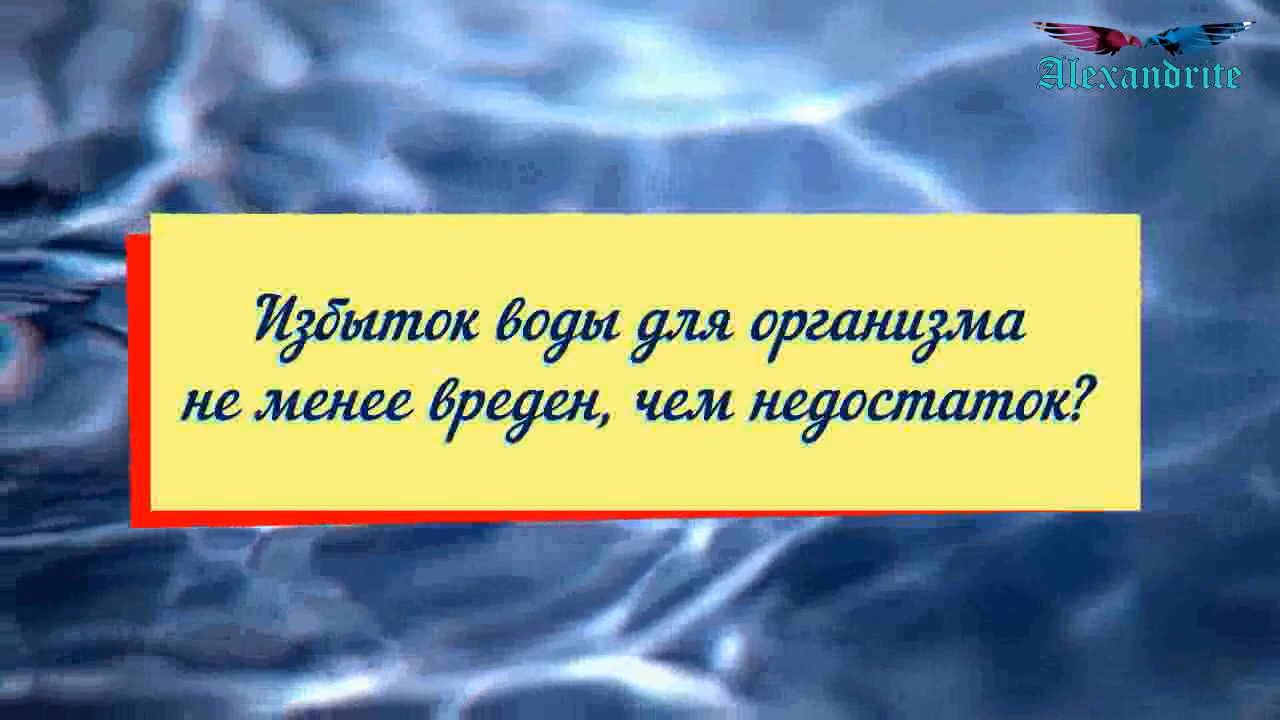 Alexandrite
Избыток воды для организма
не менее вреден, чем недостаток?